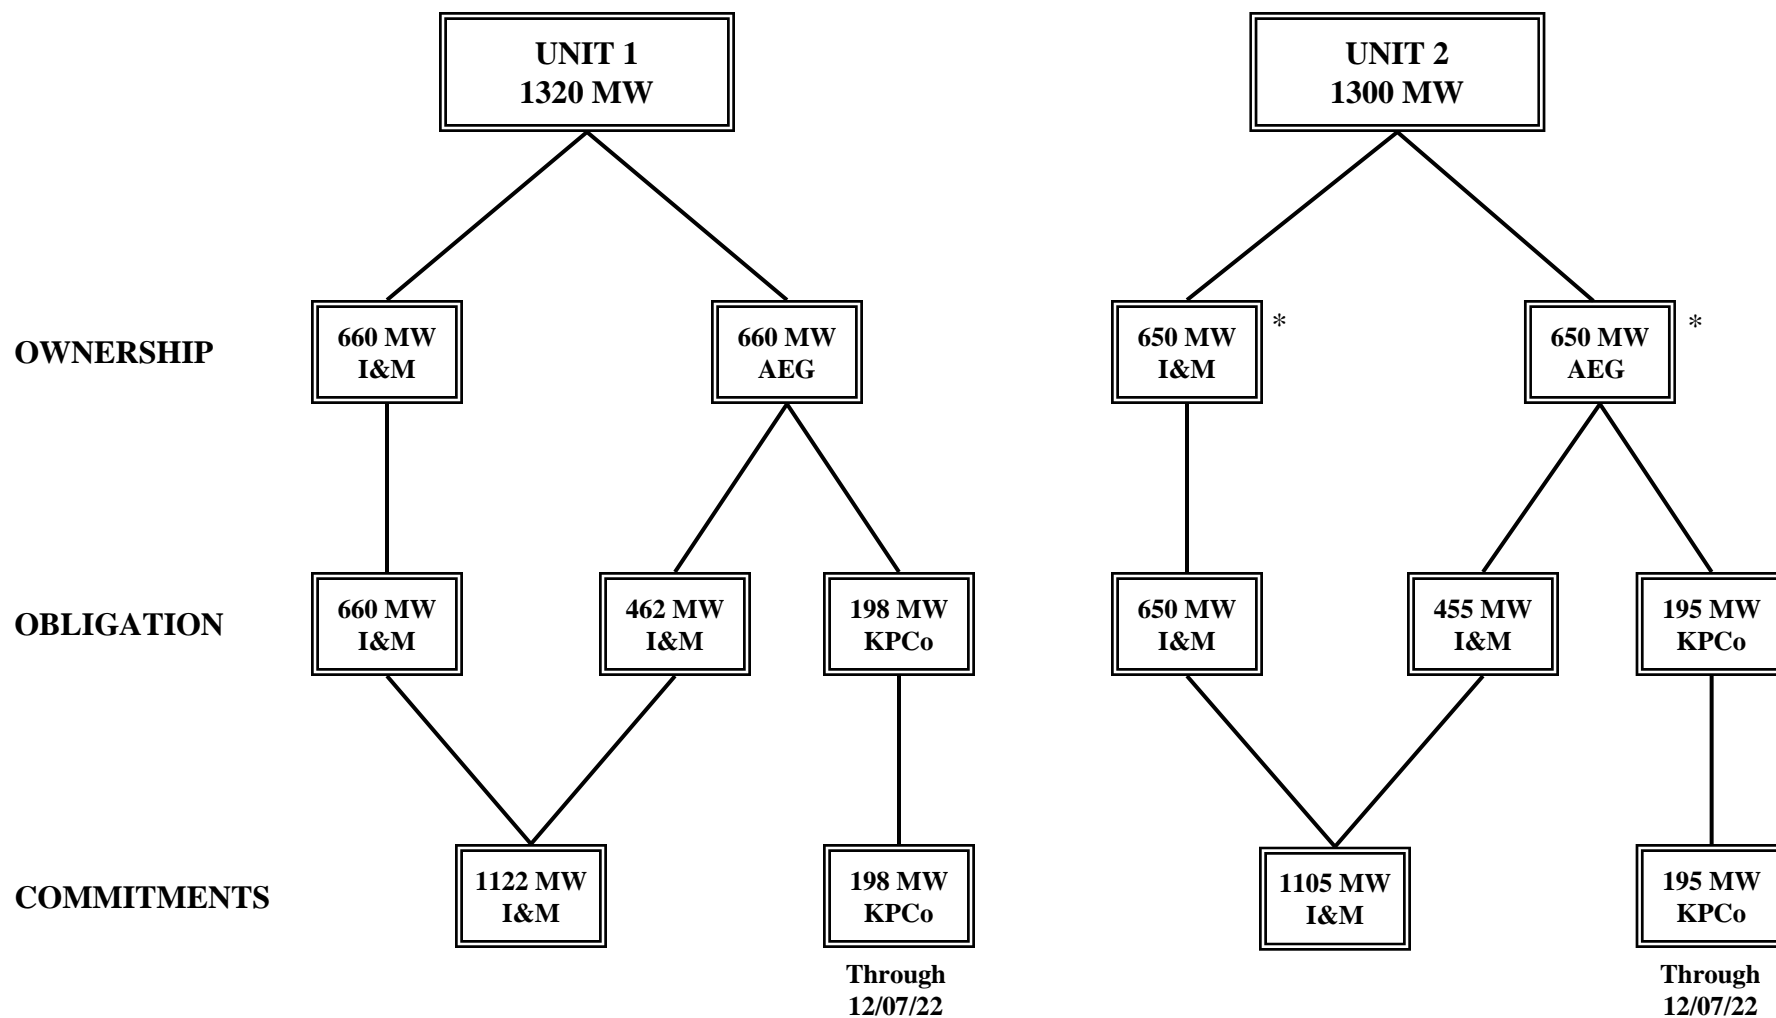 UNIT 1
1320 MW
UNIT 2
1300 MW
OWNERSHIP
660 MW
I&M
660 MW
AEG
650 MW
I&M
*
650 MW
AEG
*
OBLIGATION
660 MW
I&M
462 MW
I&M
198 MW
KPCo
650 MW
I&M
455 MW
I&M
195 MW
KPCo
COMMITMENTS
1122 MW
I&M
198 MW
KPCo
1105 MW
I&M
195 MW
KPCo
Through
12/07/22
Through
12/07/22